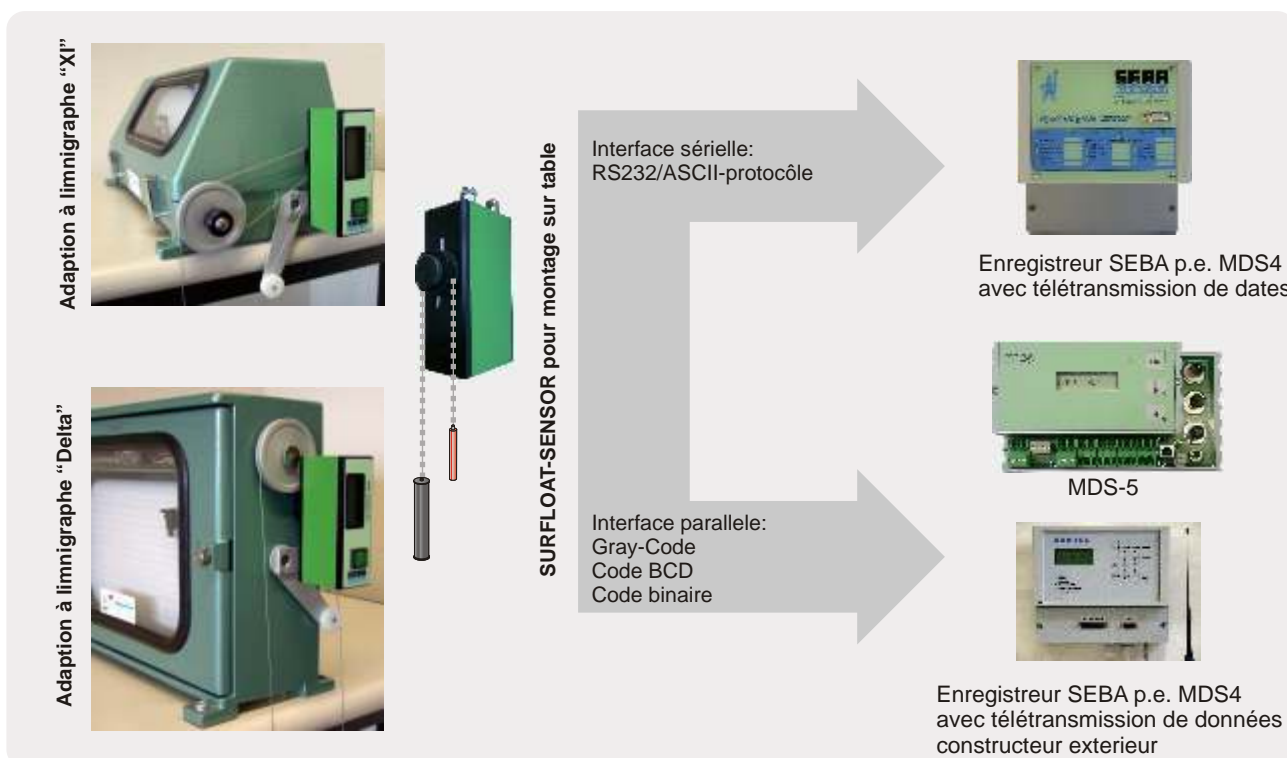 Adaption à limnigraphe “XI”
Adaption à limnigraphe “Delta”
SURFLOAT-SENSOR pour montage sur table
Interface sérielle:
RS232/ASCII-protocôle
Interface parallele:
Gray-Code
Code BCD
Code binaire
SEBA
Enregistreur SEBA p.e. MDS4
avec télétransmission de dates
MDS-5
Enregistreur SEBA p.e. MDS4
avec télétransmission de données
constructeur exterieur